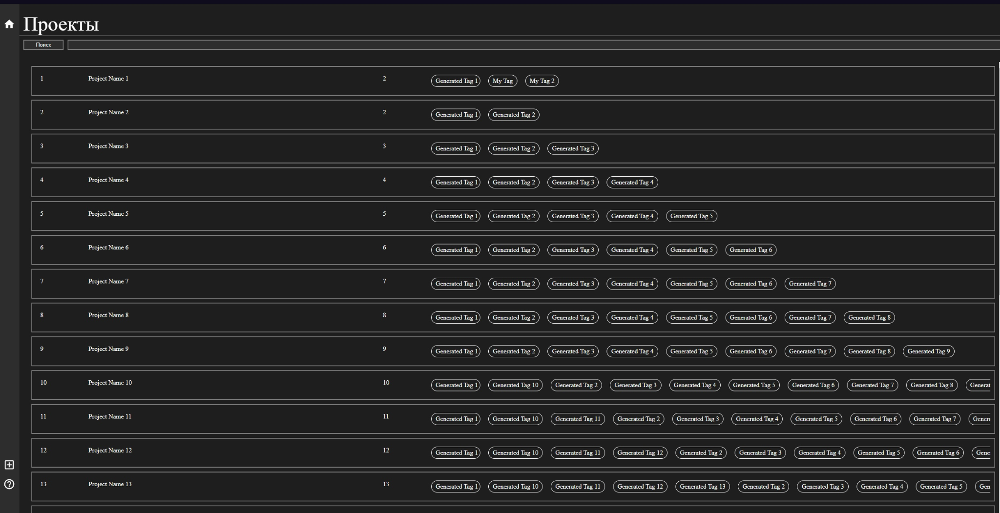 Проекты
Поиск
1 Project Name 1 2 Generated Tag 1 My Tag My Tag 2
2 Project Name 2 2 Generated Tag 1 Generated Tag 2
3 Project Name 3 3 Generated Tag 1 Generated Tag 2 Generated Tag 3
4 Project Name 4 4 Generated Tag 1 Generated Tag 2 Generated Tag 3 Generated Tag 4
5 Project Name 5 5 Generated Tag 1 Generated Tag 2 Generated Tag 3 Generated Tag 4 Generated Tag 5
6 Project Name 6 6 Generated Tag 1 Generated Tag 2 Generated Tag 3 Generated Tag 4 Generated Tag 5 Generated Tag 6
7 Project Name 7 7 Generated Tag 1 Generated Tag 2 Generated Tag 3 Generated Tag 4 Generated Tag 5 Generated Tag 6 Generated Tag 7
8 Project Name 8 8 Generated Tag 1 Generated Tag 2 Generated Tag 3 Generated Tag 4 Generated Tag 5 Generated Tag 6 Generated Tag 7 Generated Tag 8
9 Project Name 9 9 Generated Tag 1 Generated Tag 2 Generated Tag 3 Generated Tag 4 Generated Tag 5 Generated Tag 6 Generated Tag 7 Generated Tag 8 Generated Tag 9
10 Project Name 10 10 Generated Tag 1 Generated Tag 10 Generated Tag 2 Generated Tag 3 Generated Tag 4 Generated Tag 5 Generated Tag 6 Generated Tag 7 Generated Tag 8 Generat
11 Project Name 11 11 Generated Tag 1 Generated Tag 10 Generated Tag 11 Generated Tag 2 Generated Tag 3 Generated Tag 4 Generated Tag 5 Generated Tag 6 Generated Tag 7 Genera
12 Project Name 12 12 Generated Tag 1 Generated Tag 10 Generated Tag 11 Generated Tag 12 Generated Tag 2 Generated Tag 3 Generated Tag 4 Generated Tag 5 Generated Tag 6 Gene
13 Project Name 13 13 Generated Tag 1 Generated Tag 10 Generated Tag 11 Generated Tag 12 Generated Tag 13 Generated Tag 2 Generated Tag 3 Generated Tag 4 Generated Tag 5 Gen